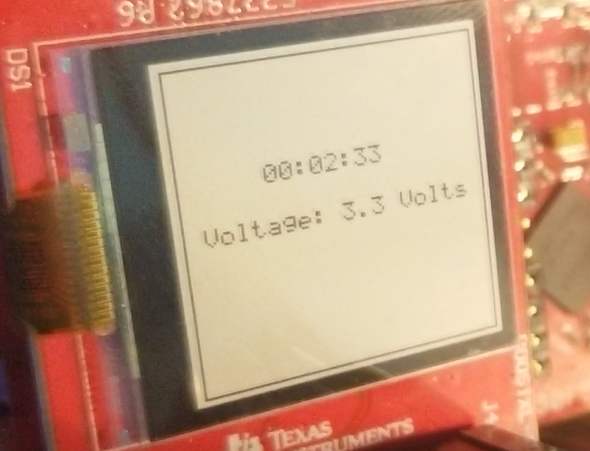 DS1
00:02:33
Voltage: 3.3 Volts
TEXAS
INSTRUMENTS